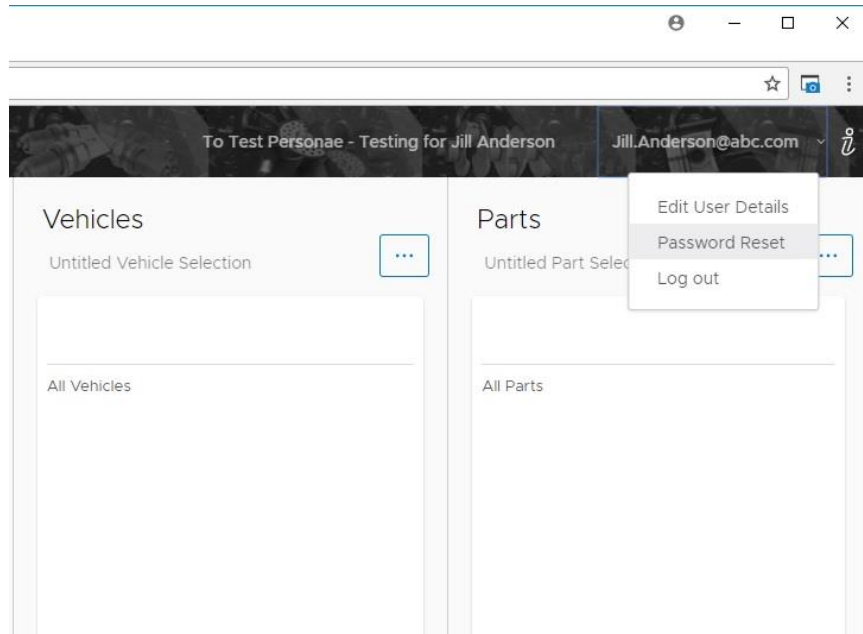 To Test Personae - Testing for Jill Anderson
Jill.Anderson@abc.com
Vehicles
Untitled Vehicle Selection
...
All Vehicles
Parts
Untitled Part Selec
...
All Parts
Edit User Details
Password Reset
Log out